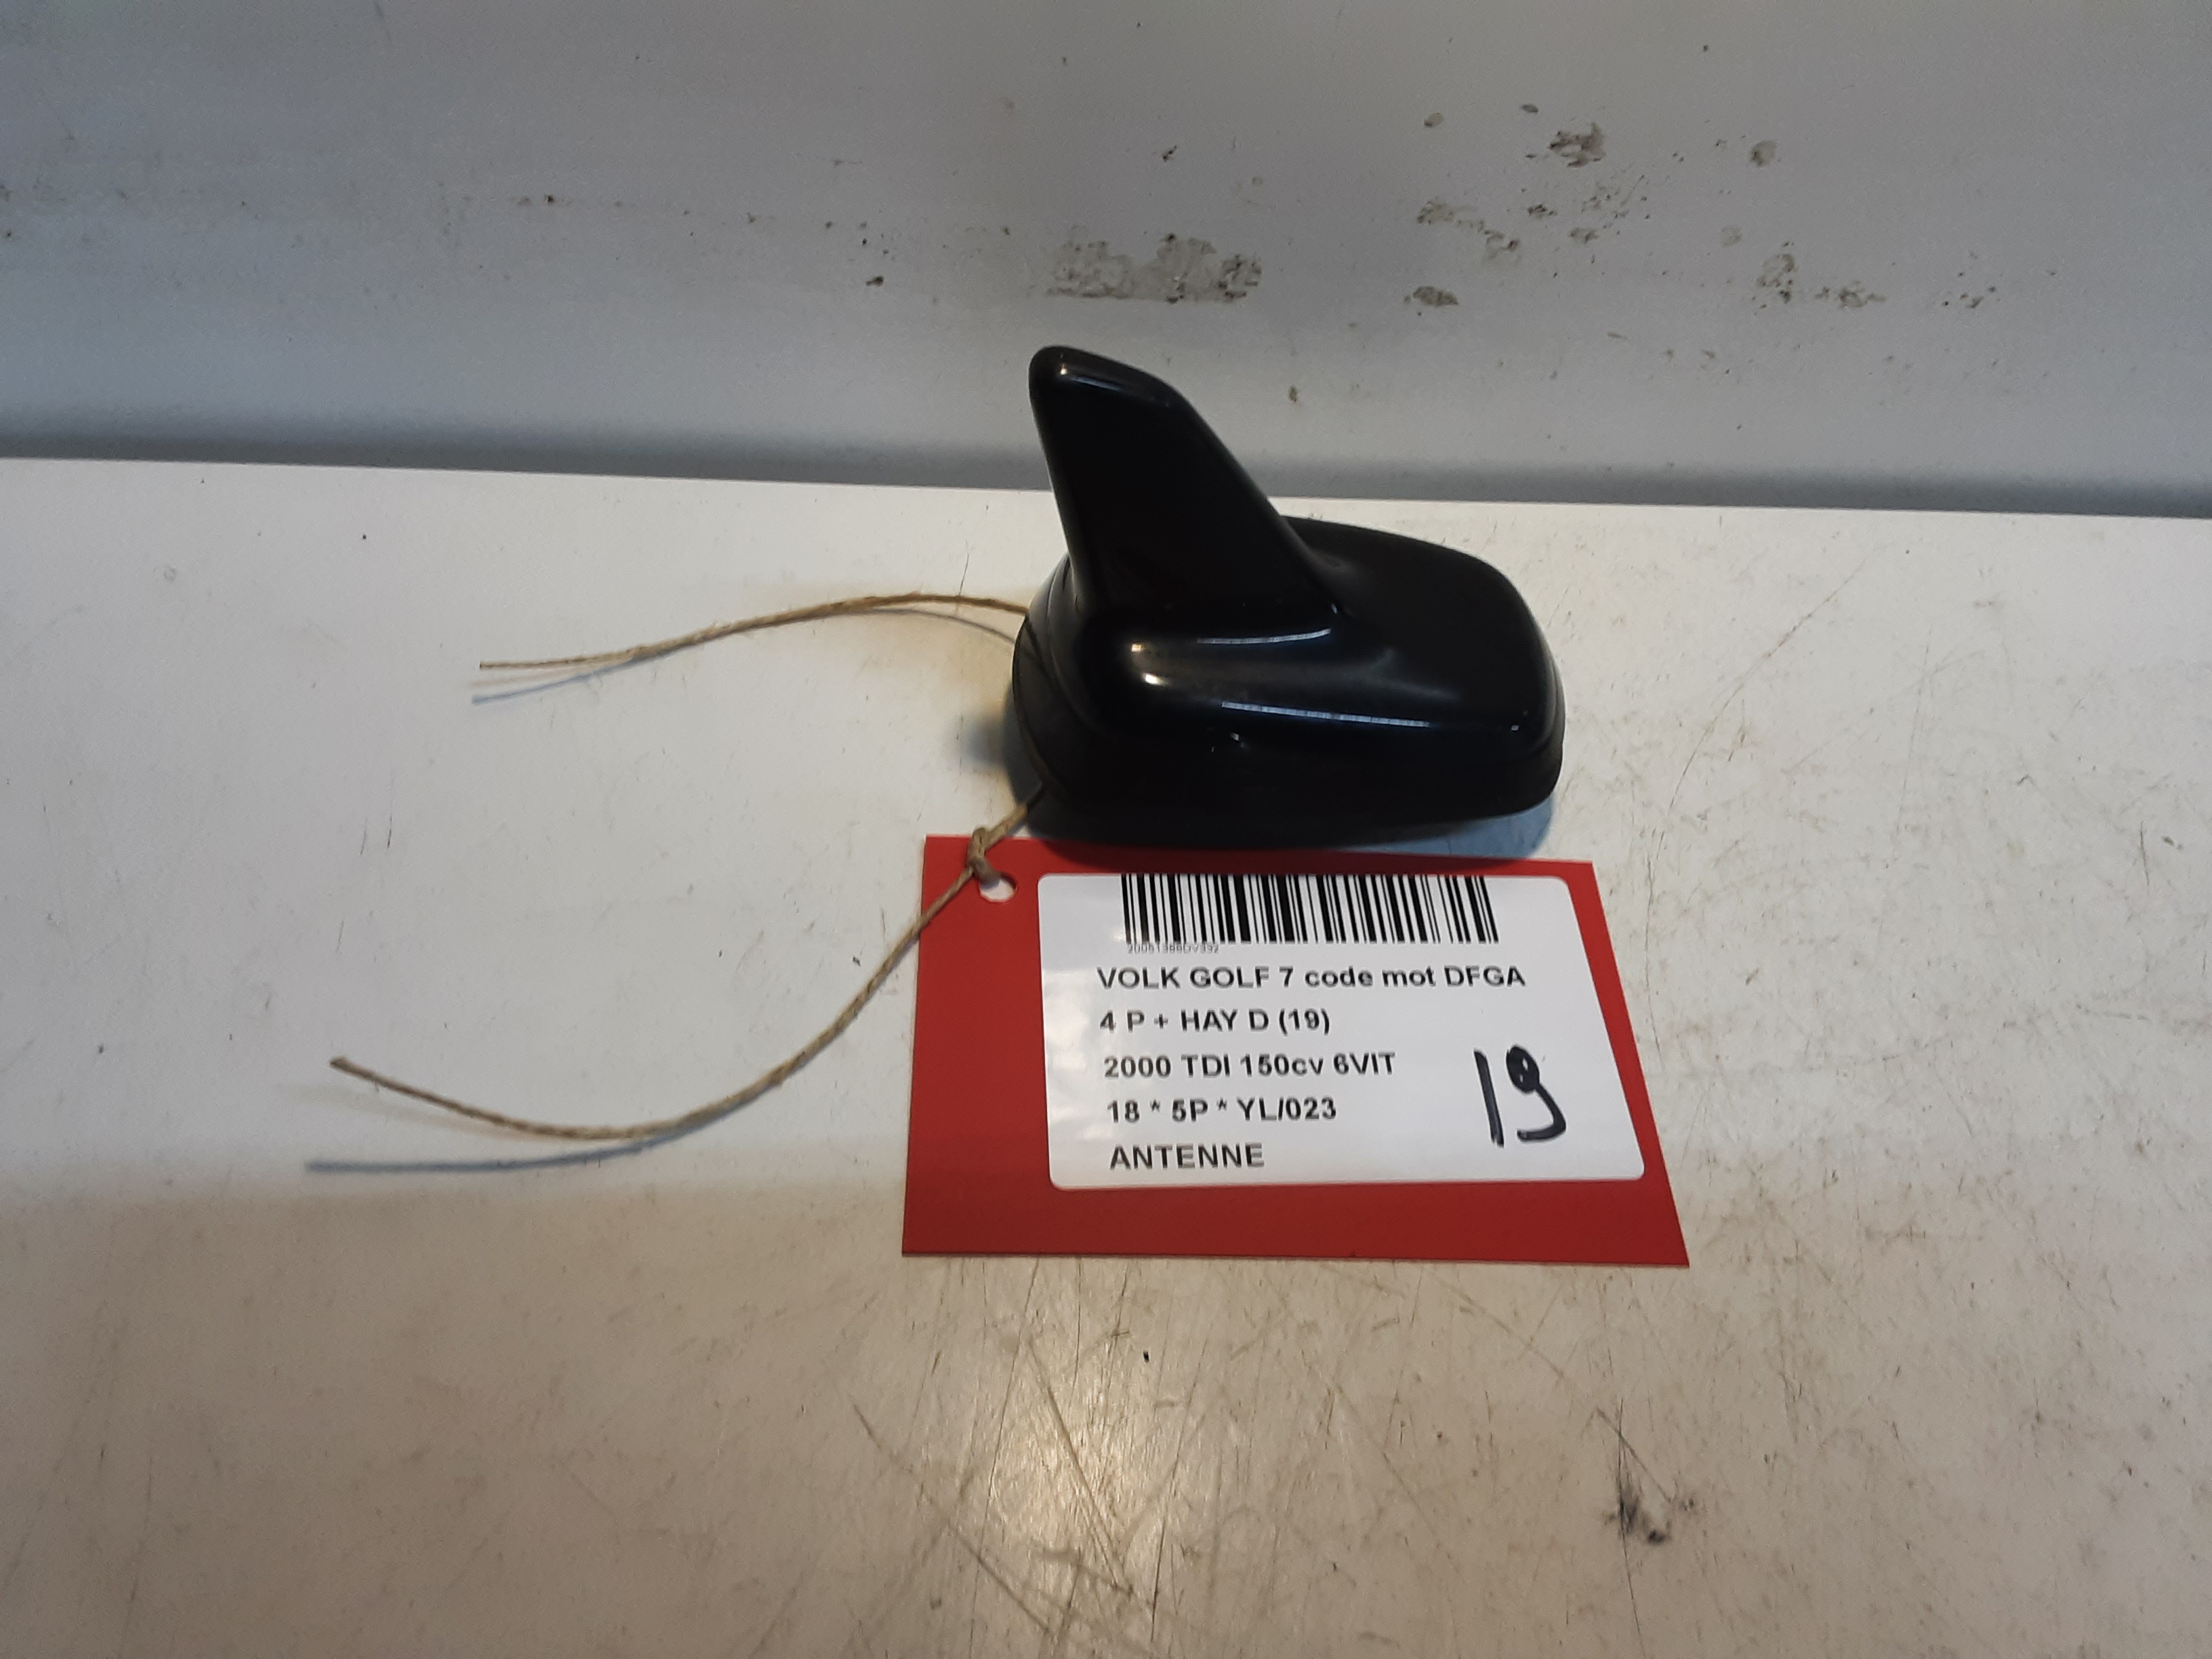 VOLK GOLF 7 code mot DFGA
4 P + HAY D (19)
2000 TDI 150cv 6VIT
18 * 5P * YL/023
ANTENNE
19